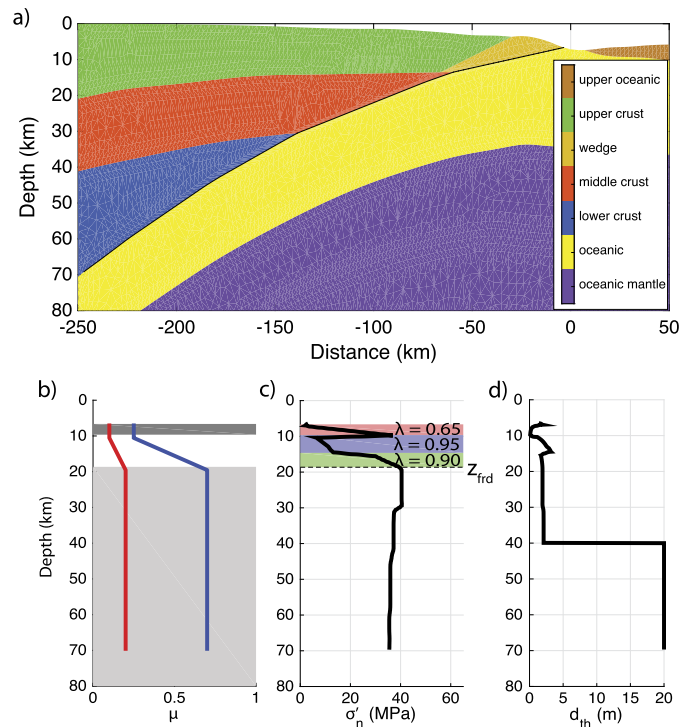 a)
0
10
20
30
40
50
60
70
80
Depth (km)
-250
-200
-150
-100
-50
0
50
Distance (km)
upper oceanic
upper crust
wedge
middle crust
lower crust
oceanic
oceanic mantle
b)
0
10
20
30
40
50
60
70
80
Depth (km)
0
0.5
1
μ
c)
0
10
20
30
40
50
60
70
80
λ = 0.65
λ = 0.95
λ = 0.90
z_frd
0
20
40
60
σ'_n (MPa)
d)
0
10
20
30
40
50
60
70
80
0
5
10
15
20
d_th (m)